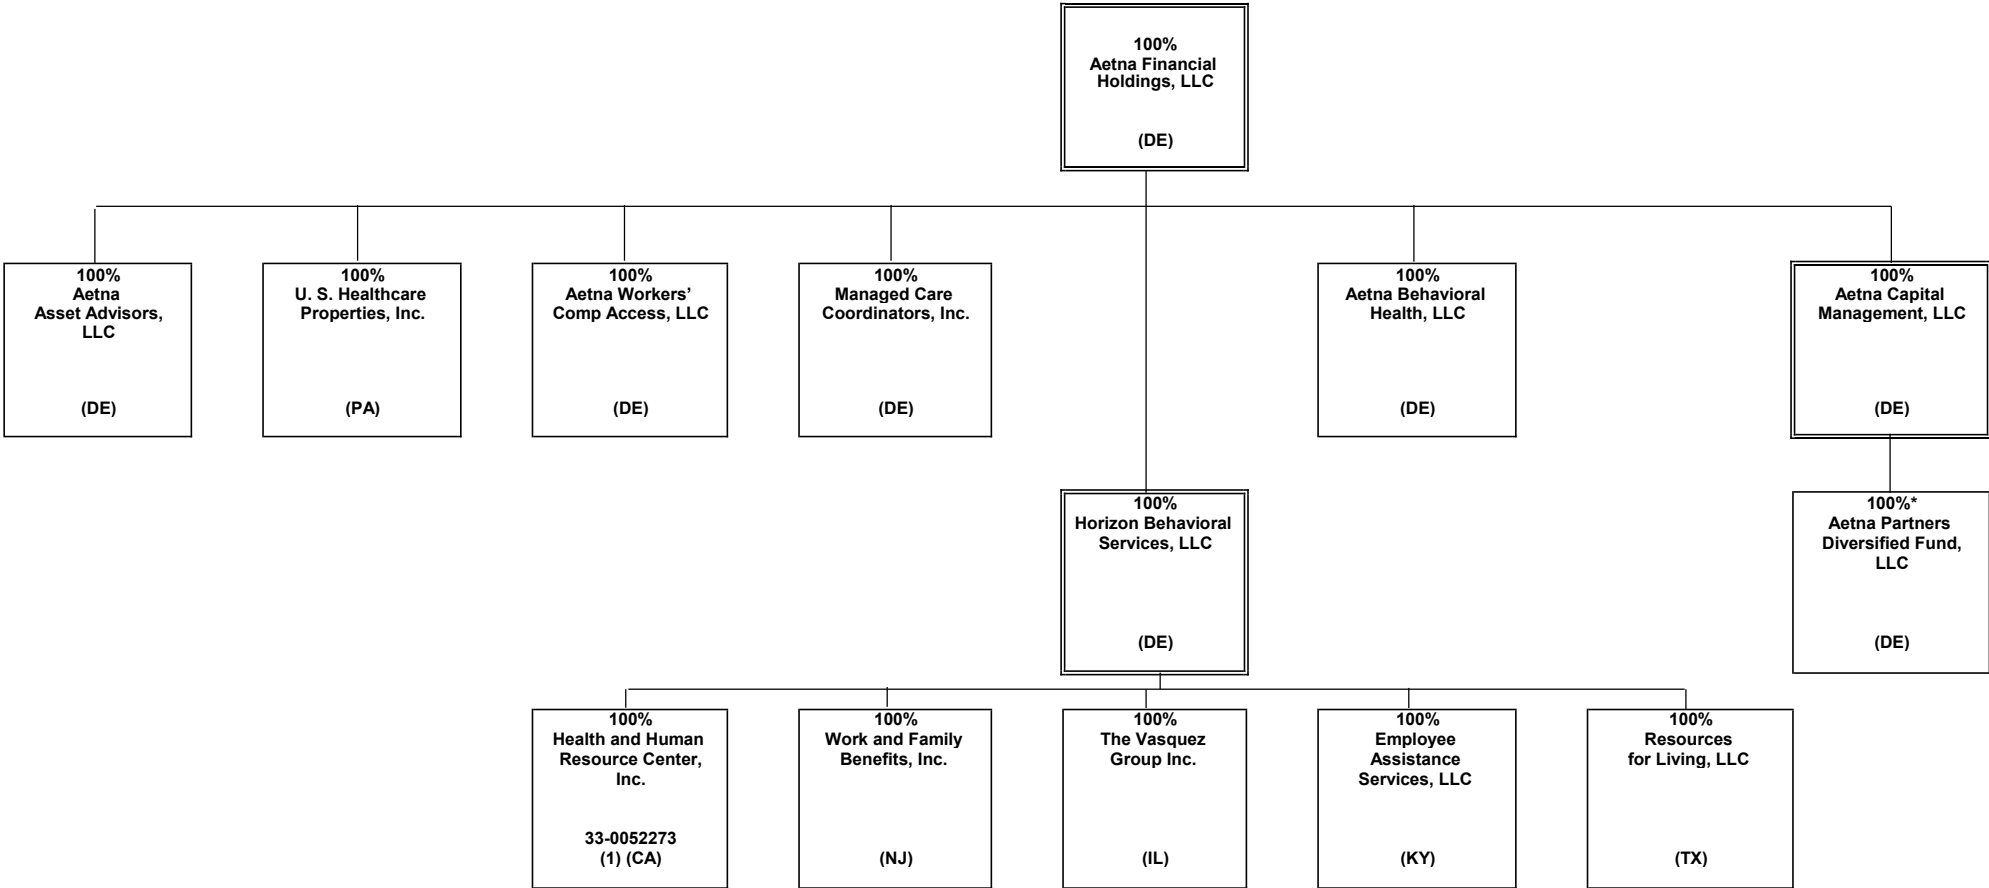 100%
Aetna Financial
Holdings, LLC
(DE)
100%
Aetna
Asset Advisors,
LLC
(DE)
100%
U. S. Healthcare
Properties, Inc.
(PA)
100%
Aetna Workers’
Comp Access, LLC
(DE)
100%
Managed Care
Coordinators, Inc.
(DE)
100%
Aetna Behavioral
Health, LLC
(DE)
100%
Aetna Capital
Management, LLC
(DE)
100%
Horizon Behavioral
Services, LLC
(DE)
100%*
Aetna Partners
Diversified Fund,
LLC
(DE)
100%
Health and Human
Resource Center,
Inc.
33-0052273
(1) (CA)
100%
Work and Family
Benefits, Inc.
(NJ)
100%
The Vasquez
Group Inc.
(IL)
100%
Employee
Assistance
Services, LLC
(KY)
100%
Resources
for Living, LLC
(TX)